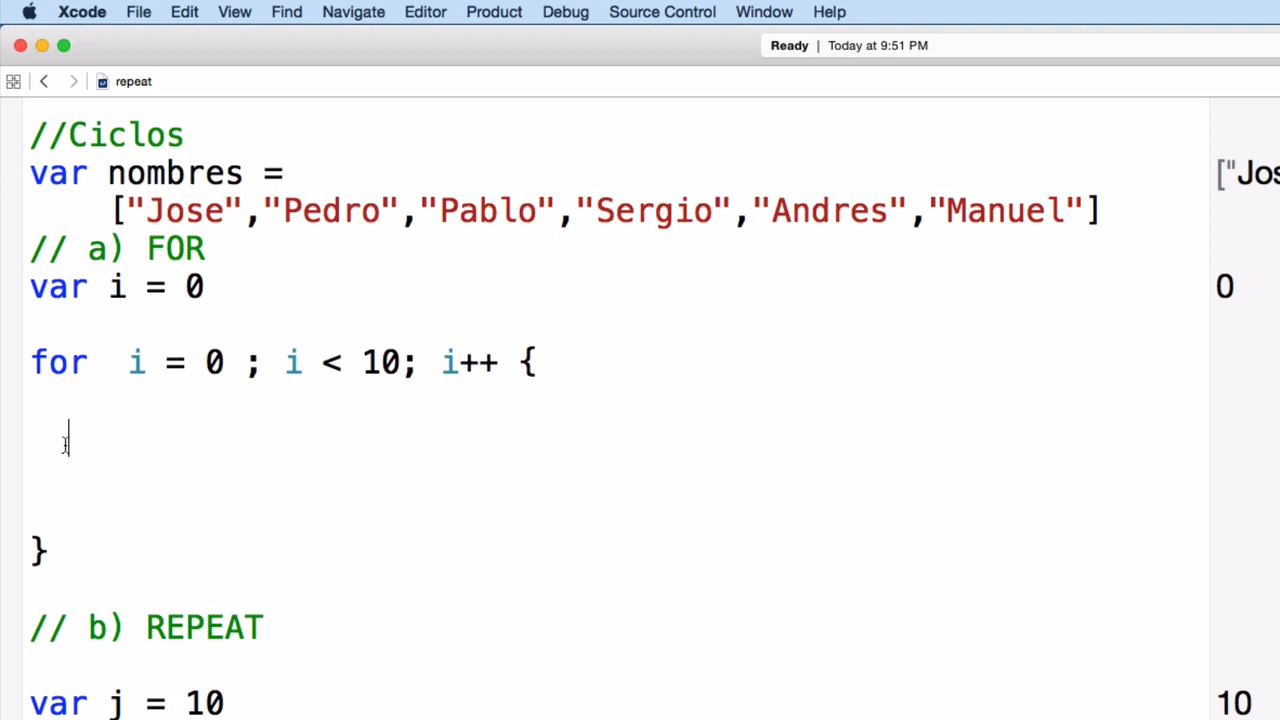 Xcode File Edit View Find Navigate Editor Product Debug Source Control Window Help
Ready | Today at 9:51 PM
repeat
//Ciclos
var nombres =
["Jose","Pedro","Pablo","Sergio","Andres","Manuel"]
["Jos
// a) FOR
var i = 0
0
for  i = 0 ; i < 10; i++ {
}
// b) REPEAT
var j = 10
10